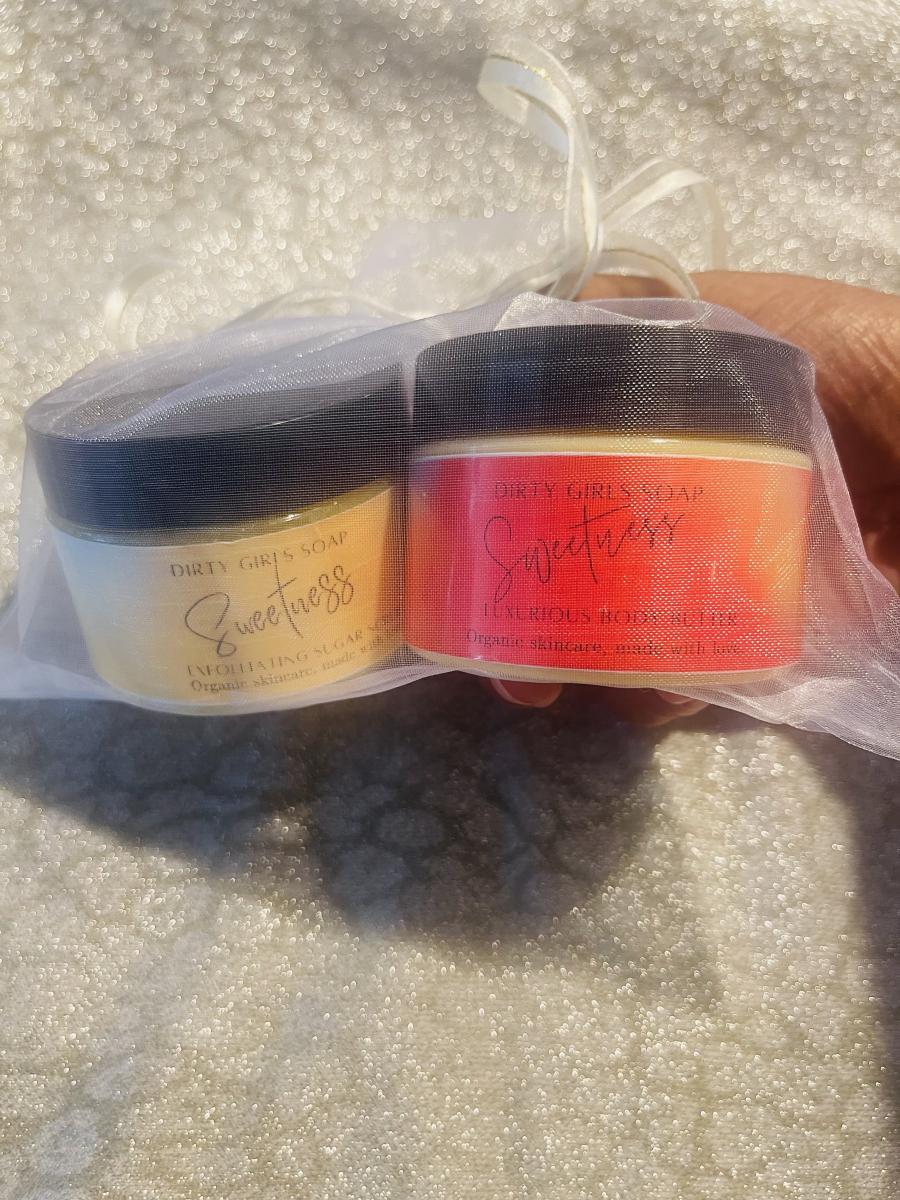 DIRTY GIRLS SOAP
Sweetness
EXFOLIATING SUGAR
Organic skincare, made with
DIRTY GIRLS SOAP
Sweetness
LUXURIOUS BODY BUTTER
Organic skincare, made with love